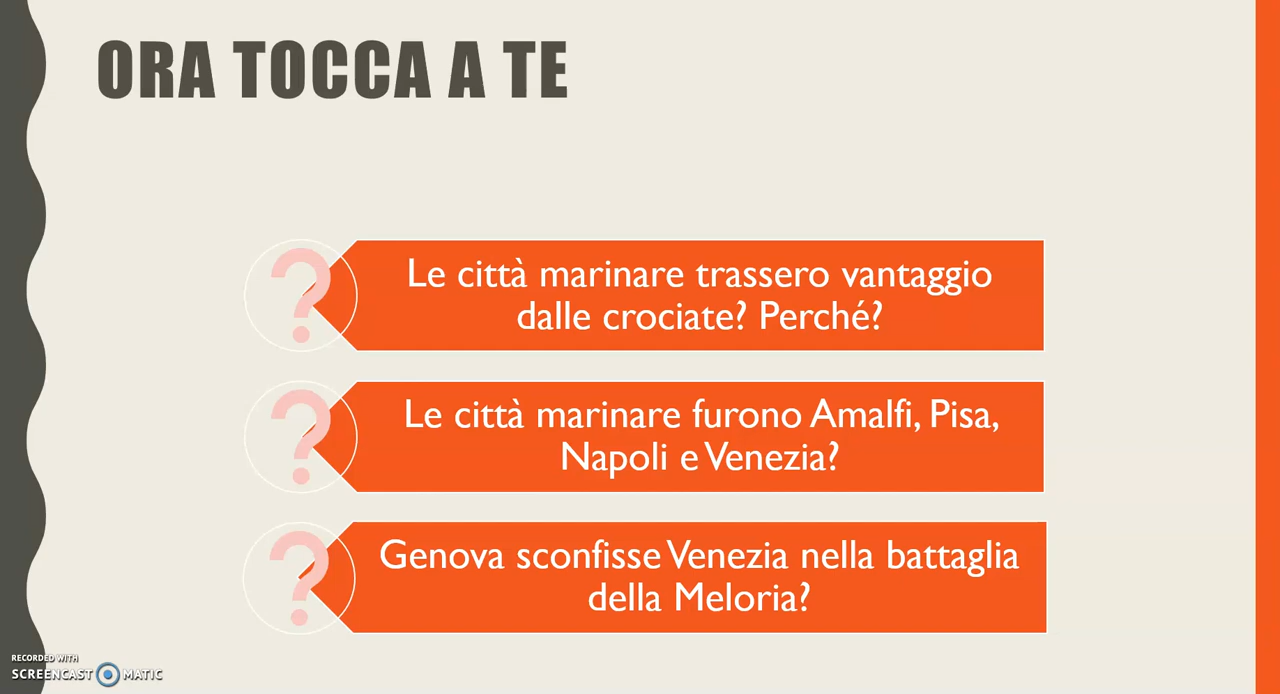 ORA TOCCA A TE
Le città marinare trassero vantaggio
dalle crociate? Perché?
Le città marinare furono Amalfi, Pisa,
Napoli e Venezia?
Genova sconfisse Venezia nella battaglia
della Meloria?
RECORDED WITH
SCREENCAST MATIC